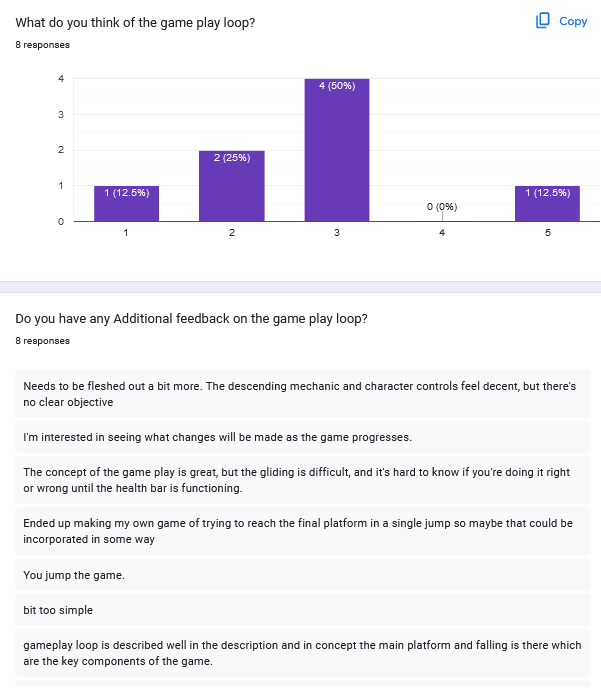 What do you think of the game play loop?
Copy
8 responses
4
3
2
1
0
1 (12.5%)
2 (25%)
4 (50%)
0 (0%)
1 (12.5%)
1
2
3
4
5
Do you have any Additional feedback on the game play loop?
8 responses
Needs to be fleshed out a bit more. The descending mechanic and character controls feel decent, but there's
no clear objective
I'm interested in seeing what changes will be made as the game progresses.
The concept of the game play is great, but the gliding is difficult, and it's hard to know if you're doing it right
or wrong until the health bar is functioning.
Ended up making my own game of trying to reach the final platform in a single jump so maybe that could be
incorporated in some way
You jump the game.
bit too simple
gameplay loop is described well in the description and in concept the main platform and falling is there which
are the key components of the game.